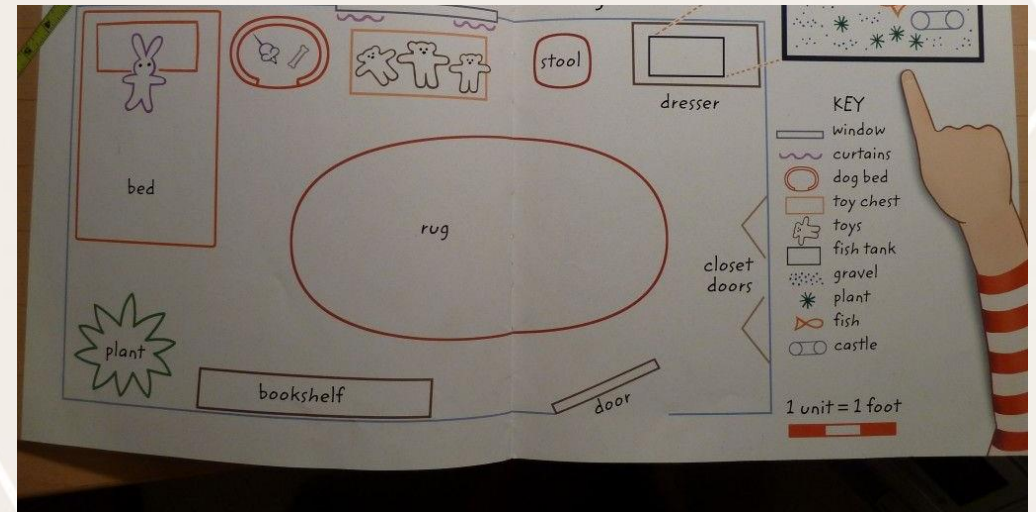 stool
dresser
bed
rug
closet
doors
plant
bookshelf
door
KEY
window
curtains
dog bed
toy chest
toys
fish tank
gravel
plant
fish
castle
1 unit = 1 foot